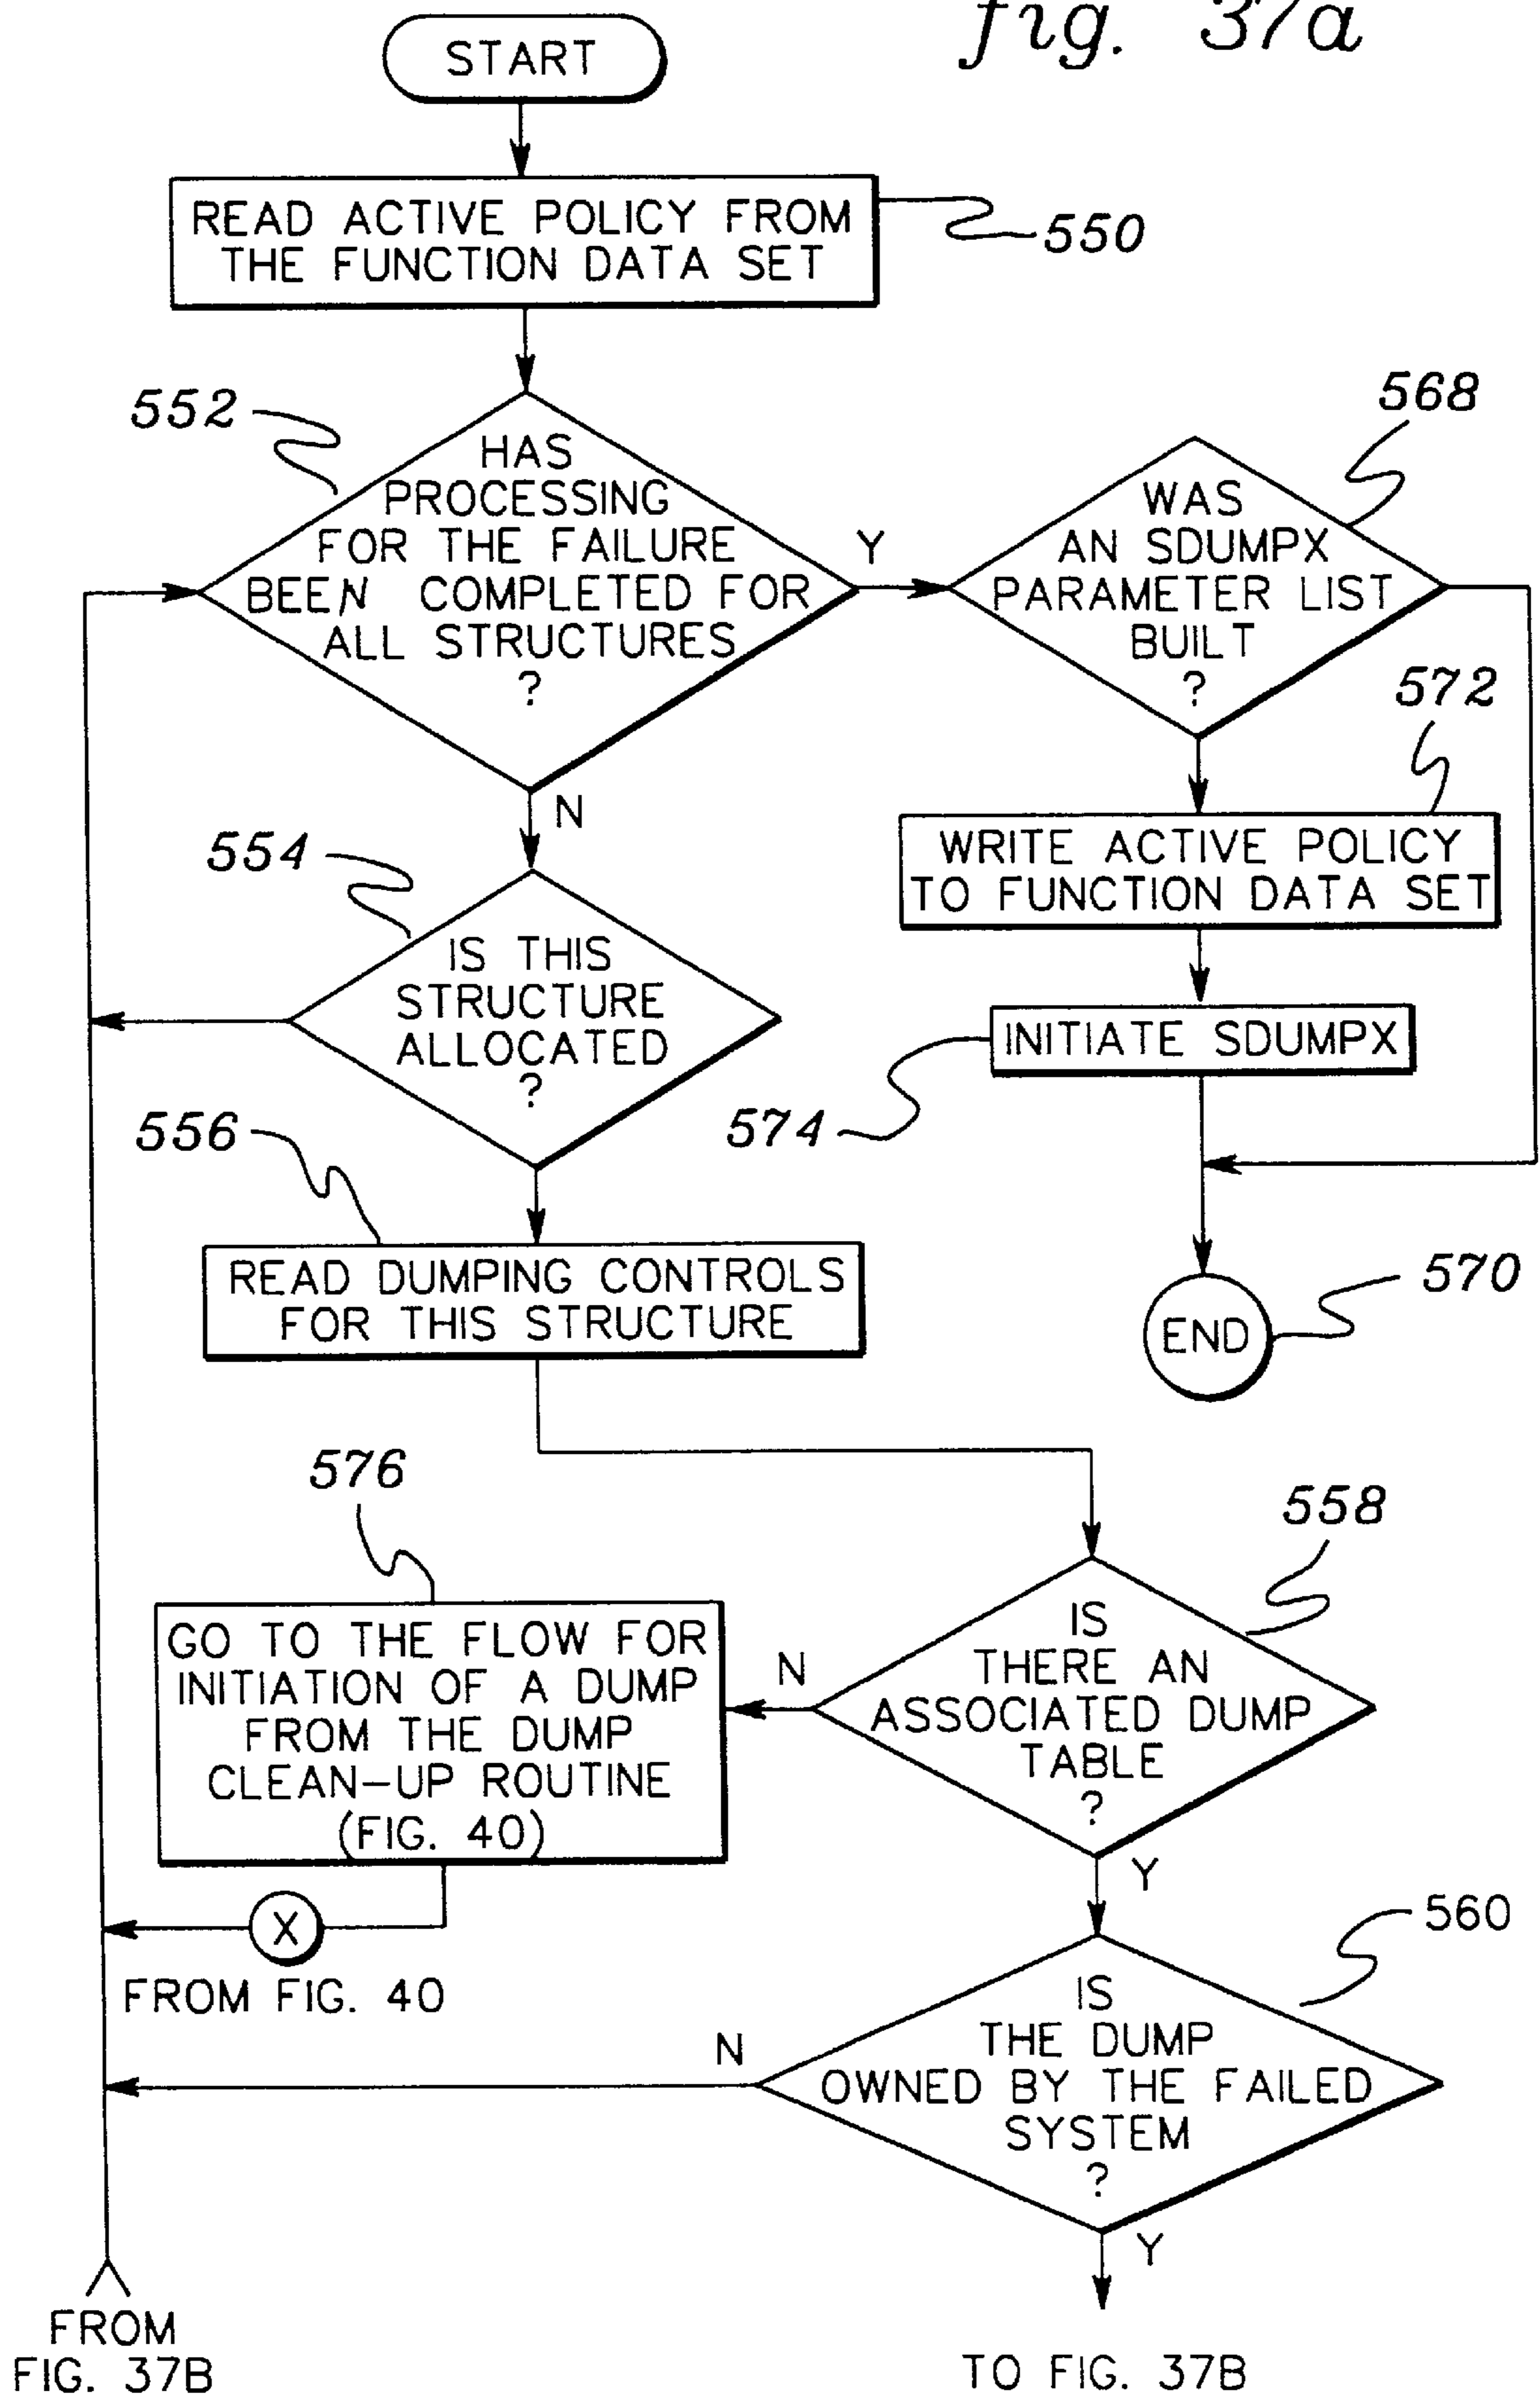 fig. 37a
START
READ ACTIVE POLICY FROM
THE FUNCTION DATA SET
550
552
HAS
PROCESSING
FOR THE FAILURE
BEEN COMPLETED FOR
ALL STRUCTURES
?
Y
N
568
WAS
AN SDUMPX
PARAMETER LIST
BUILT
?
572
WRITE ACTIVE POLICY
TO FUNCTION DATA SET
INITIATE SDUMPX
574
END
570
554
IS THIS
STRUCTURE
ALLOCATED
?
556
READ DUMPING CONTROLS
FOR THIS STRUCTURE
558
IS
THERE AN
ASSOCIATED DUMP
TABLE
?
N
Y
576
GO TO THE FLOW FOR
INITIATION OF A DUMP
FROM THE DUMP
CLEAN-UP ROUTINE
(FIG. 40)
X
FROM FIG. 40
560
IS
THE DUMP
OWNED BY THE FAILED
SYSTEM
?
N
Y
FROM
FIG. 37B
TO FIG. 37B